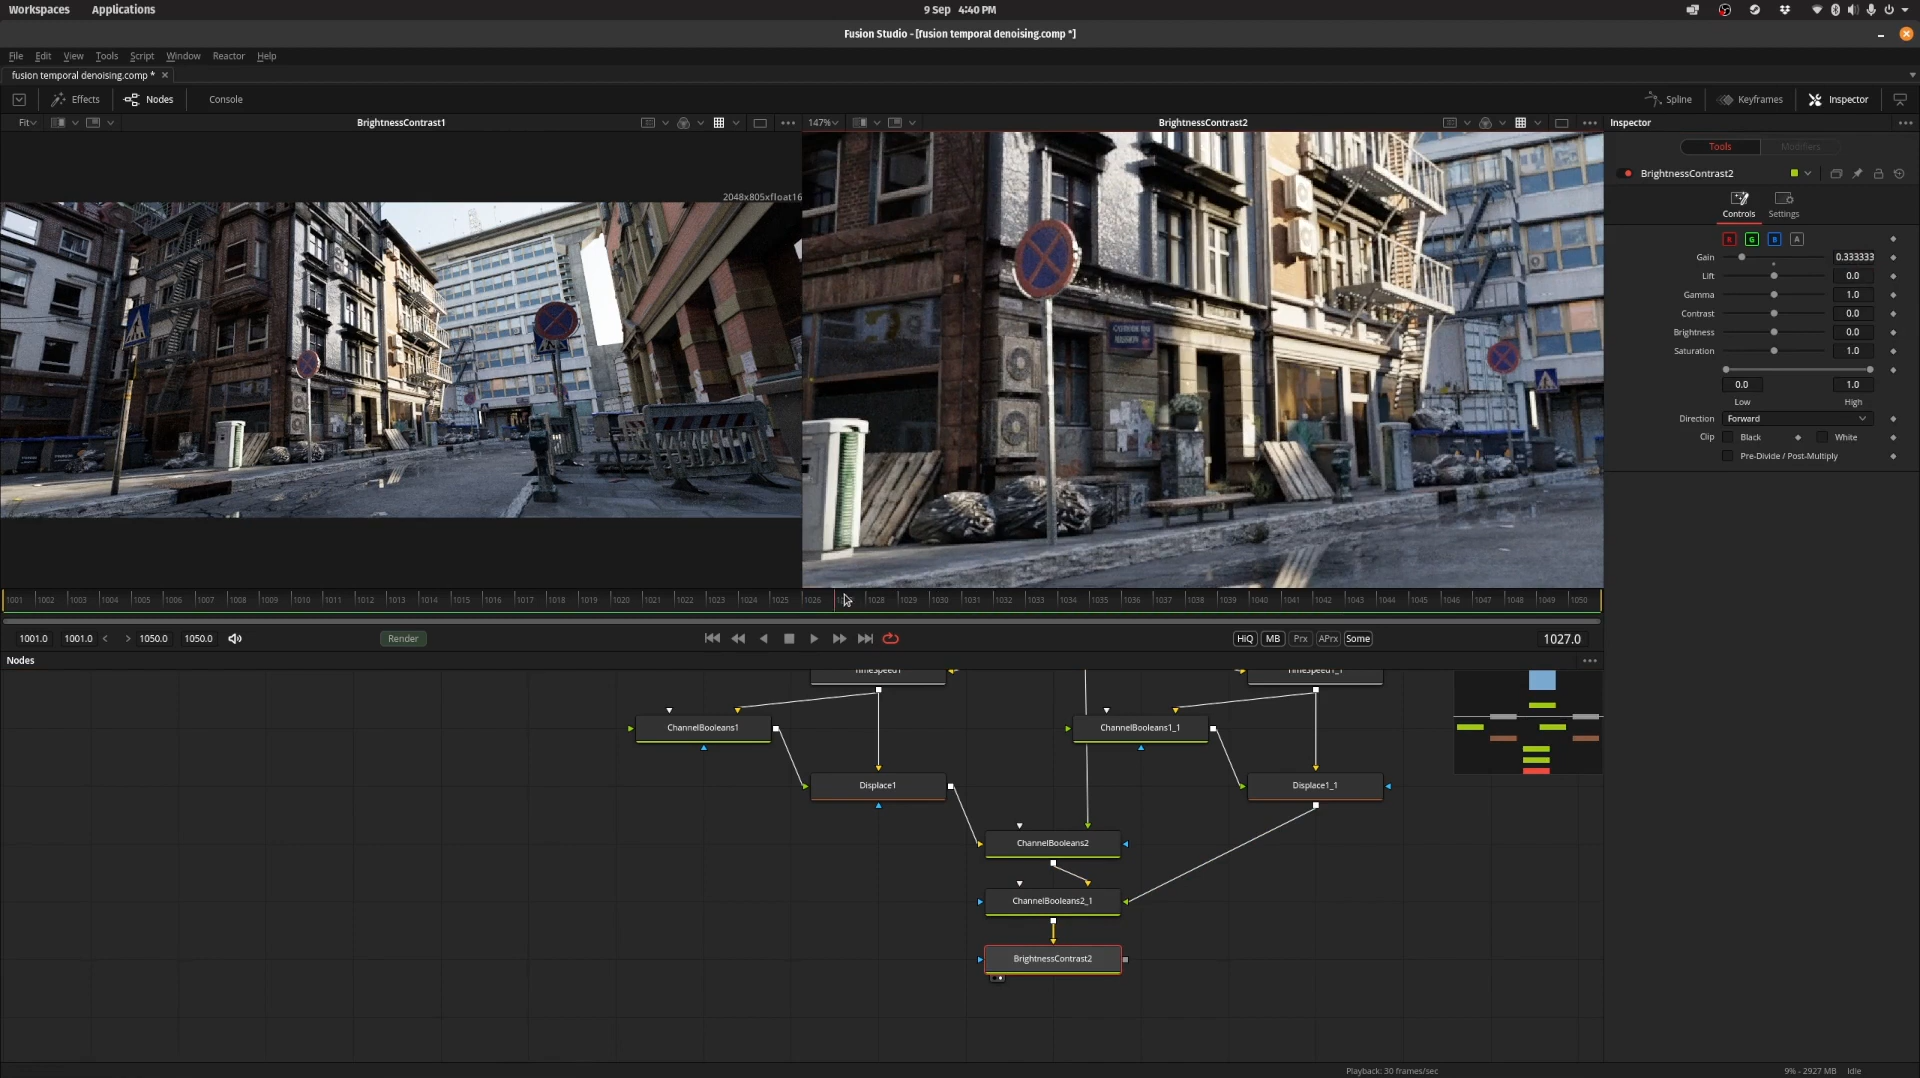 Workspaces Applications 9 Sep 4:40 PM
Fusion Studio - [fusion temporal denoising.comp *]
File Edit View Tools Script Window Reactor Help
fusion temporal denoising.comp *
Effects Nodes Console Spline Keyframes Inspector
Fit BrightnessContrast1 147% BrightnessContrast2 Inspector
Tools Modifiers
BrightnessContrast2
2048x805xfloat16
Controls Settings
R G B A
Gain 0.333333
Lift 0.0
Gamma 1.0
Contrast 0.0
Brightness 0.0
Saturation 1.0
0.0 1.0
Low High
Direction Forward
Clip Black White
Pre-Divide / Post-Multiply
1001 1002 1003 1004 1005 1006 1007 1008 1009 1010 1011 1012 1013 1014 1015 1016 1017 1018 1019 1020 1021 1022 1023 1024 1025 1026 1028 1029 1030 1031 1032 1033 1034 1035 1036 1037 1038 1039 1040 1041 1042 1043 1044 1045 1046 1047 1048 1049 1050
1001.0 1001.0 < > 1050.0 1050.0 Render HiQ MB Prx APrx Some 1027.0
Nodes
TimeSpeed1 TimeSpeed1_1
ChannelBooleans1 ChannelBooleans1_1
Displace1 Displace1_1
ChannelBooleans2
ChannelBooleans2_1
BrightnessContrast2
Playback: 30 frames/sec 9% - 2927 MB Idle